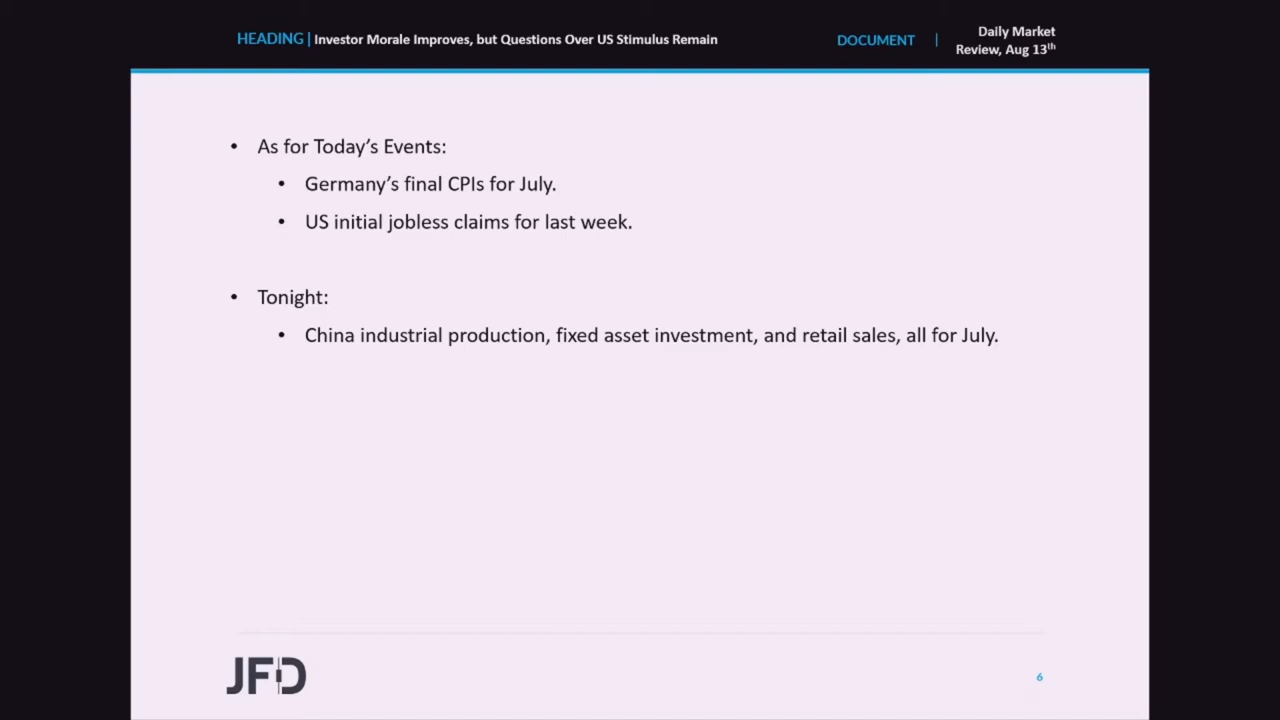 HEADING | Investor Morale Improves, but Questions Over US Stimulus Remain
DOCUMENT |
Daily Market
Review, Aug 13th
• As for Today’s Events:
• Germany’s final CPIs for July.
• US initial jobless claims for last week.
• Tonight:
• China industrial production, fixed asset investment, and retail sales, all for July.
JFD
6